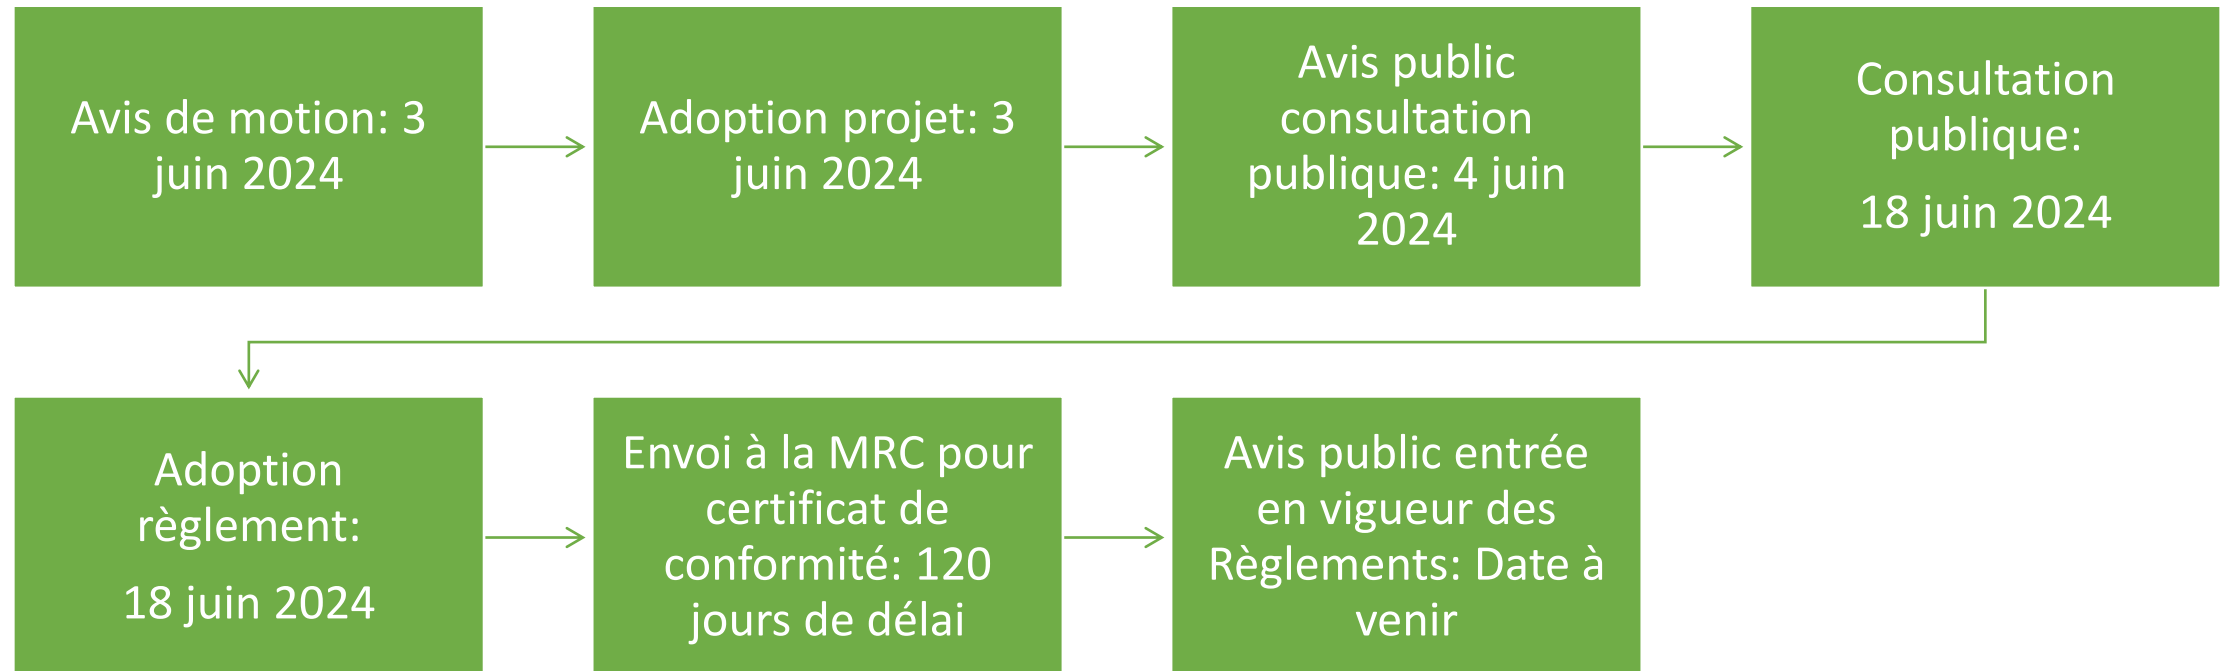 Avis de motion: 3
juin 2024
Adoption projet: 3
juin 2024
Avis public
consultation
publique: 4 juin
2024
Consultation
publique:
18 juin 2024
Adoption
règlement:
18 juin 2024
Envoi à la MRC pour
certificat de
conformité: 120
jours de délai
Avis public entrée
en vigueur des
Règlements: Date à
venir